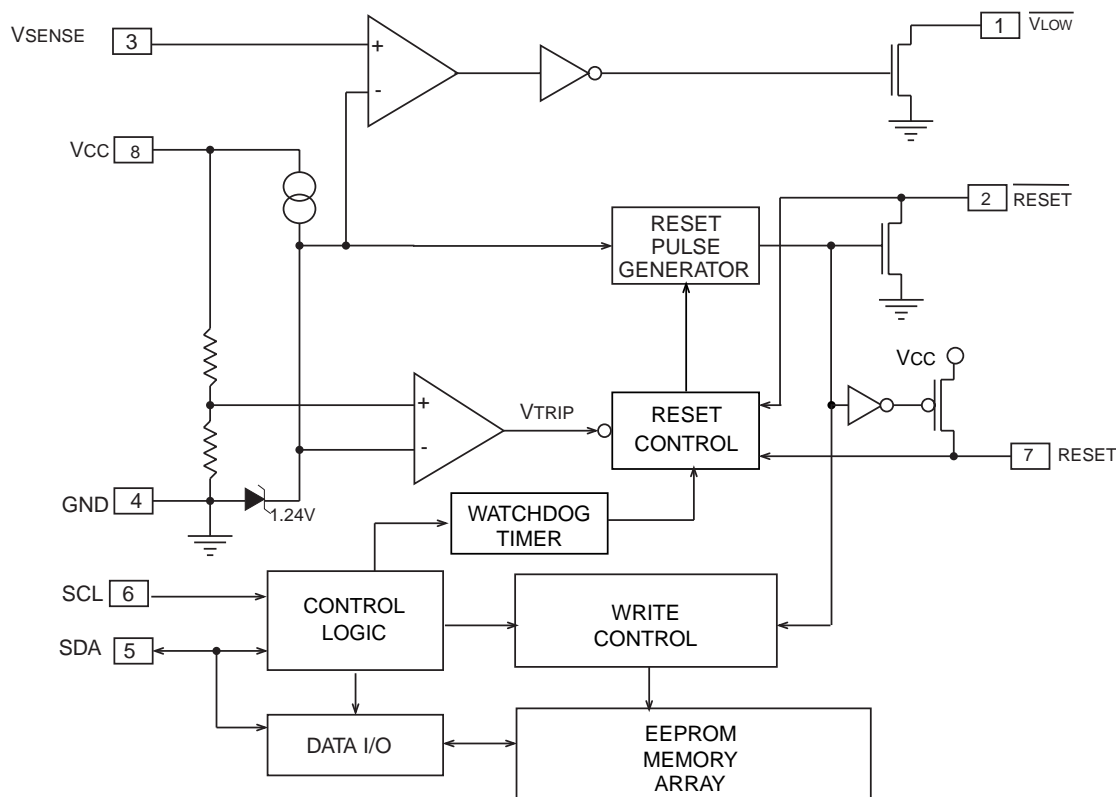 VSENSE 3
1 VLOW
+
-
VCC 8
2 RESET
RESET
PULSE
GENERATOR
VCC
+
VTRIP
RESET
CONTROL
-
7 RESET
GND 4
1.24V
WATCHDOG
TIMER
SCL 6
CONTROL
LOGIC
WRITE
CONTROL
SDA 5
DATA I/O
EEPROM
MEMORY
ARRAY